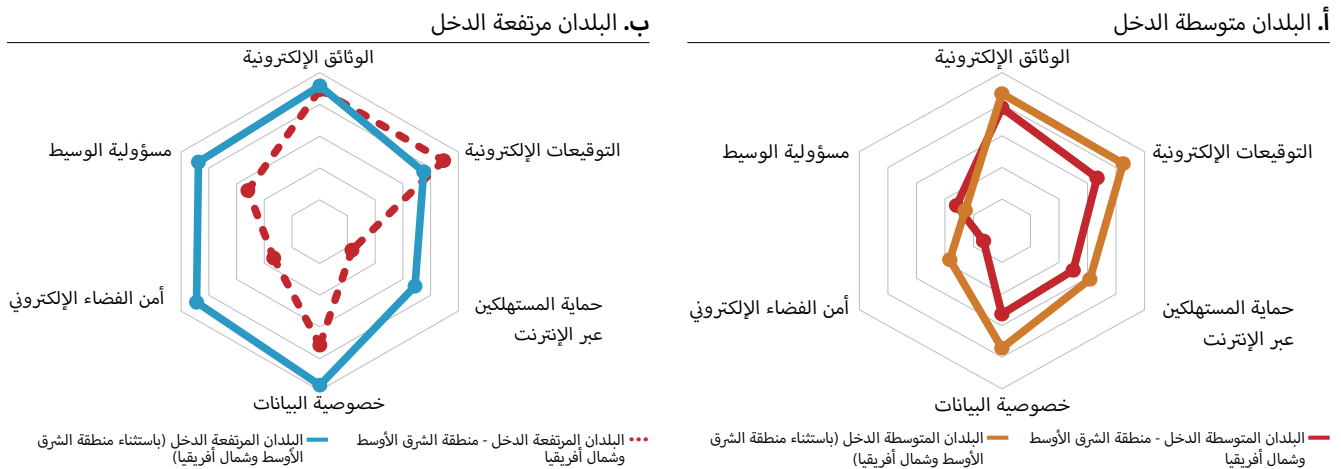 أ. البلدان متوسطة الدخل
الوثائق الإلكترونية
التوقيعات الإلكترونية
مسؤولية الوسيط
حماية المستهلكين
عبر الإنترنت
أمن الفضاء الإلكتروني
خصوصية البيانات
البلدان المتوسطة الدخل - منطقة الشرق الأوسط
وشمال أفريقيا
البلدان المتوسطة الدخل (باستثناء منطقة الشرق
الأوسط وشمال أفريقيا)
ب. البلدان مرتفعة الدخل
الوثائق الإلكترونية
التوقيعات الإلكترونية
مسؤولية الوسيط
حماية المستهلكين
عبر الإنترنت
أمن الفضاء الإلكتروني
خصوصية البيانات
البلدان المرتفعة الدخل - منطقة الشرق الأوسط
وشمال أفريقيا
البلدان المرتفعة الدخل (باستثناء منطقة الشرق
الأوسط وشمال أفريقيا)